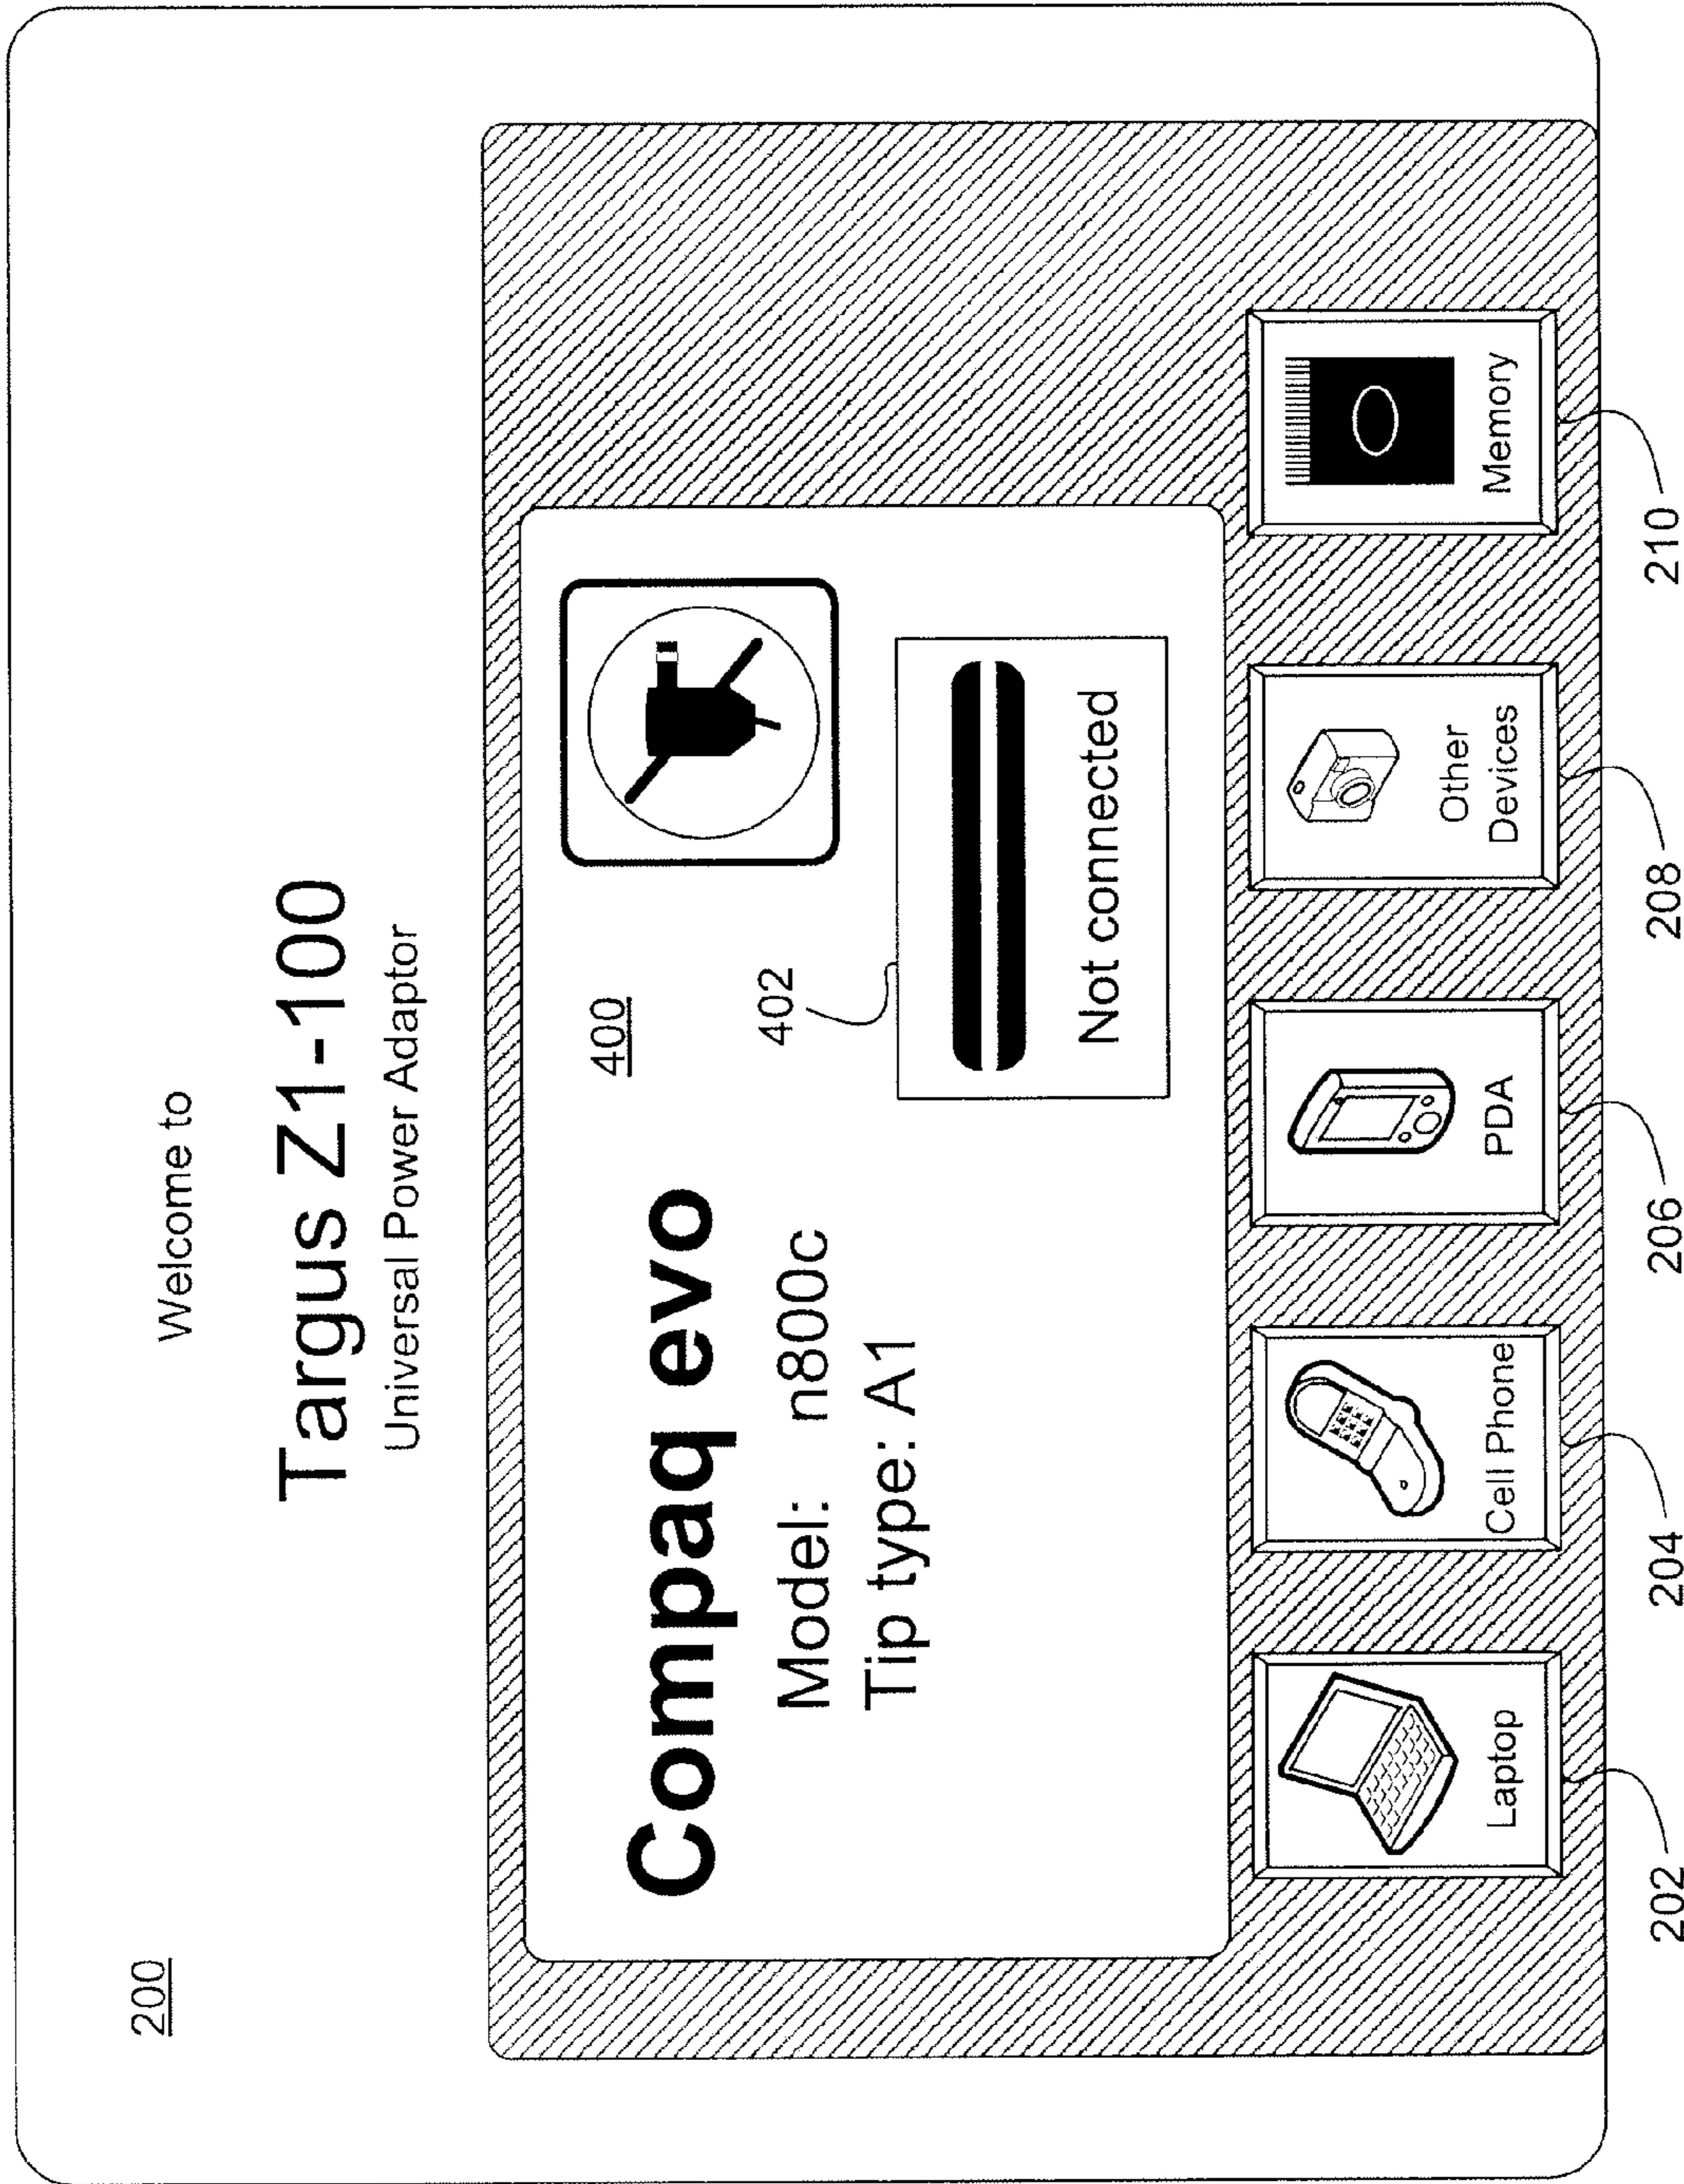 200
Welcome to
Targus Z1-100
Universal Power Adaptor
Compaq evo
400
Model: n800c
Tip type: A1
402
Not connected
Laptop
Cell Phone
PDA
Other
Devices
Memory
202
204
206
208
210